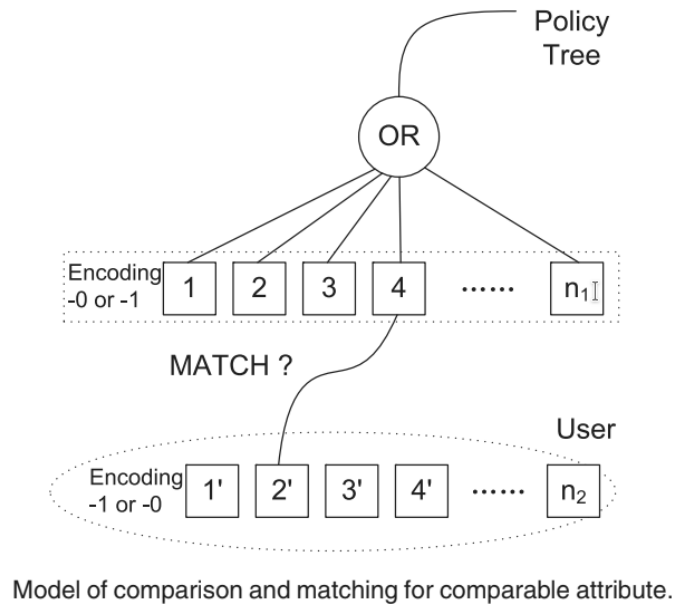 Policy
Tree
OR
Encoding
-0 or -1
1 2 3 4 ...... n₁
MATCH ?
User
Encoding
-1 or -0
1' 2' 3' 4' ...... n₂
Model of comparison and matching for comparable attribute.